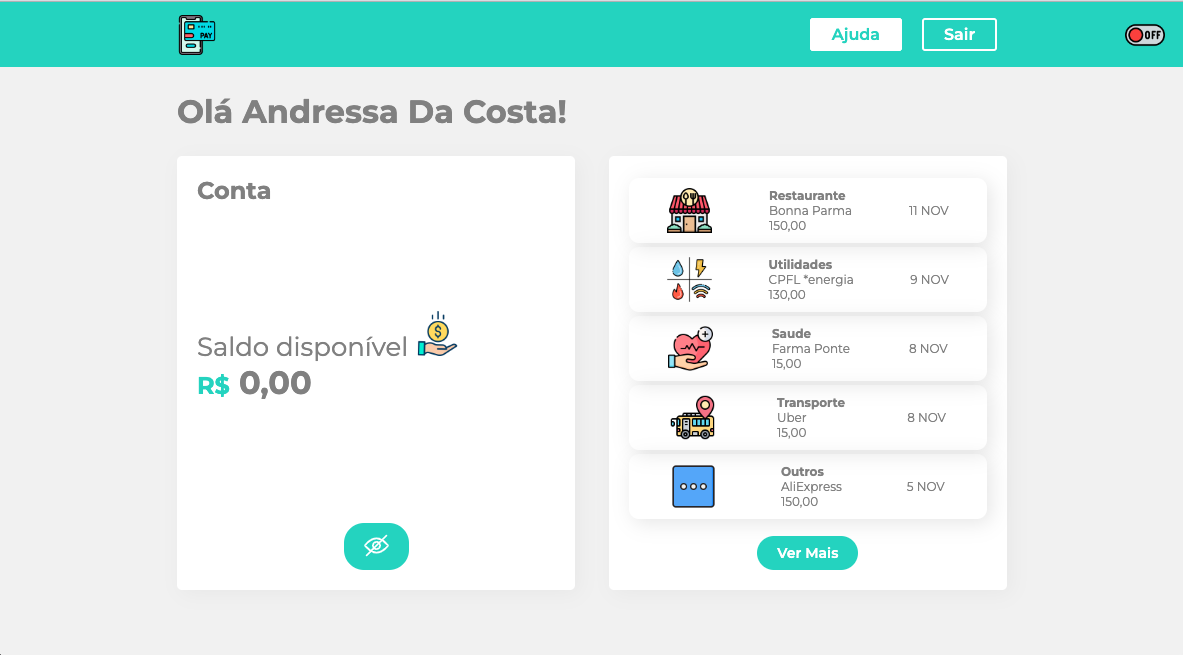 PAY
Ajuda
Sair
OFF
Olá Andressa Da Costa!
Conta
Saldo disponível
R$ 0,00
Restaurante
Bonna Parma
150,00
11 NOV
Utilidades
CPFL *energia
130,00
9 NOV
Saude
Farma Ponte
15,00
8 NOV
Transporte
Uber
15,00
8 NOV
Outros
AliExpress
150,00
5 NOV
Ver Mais